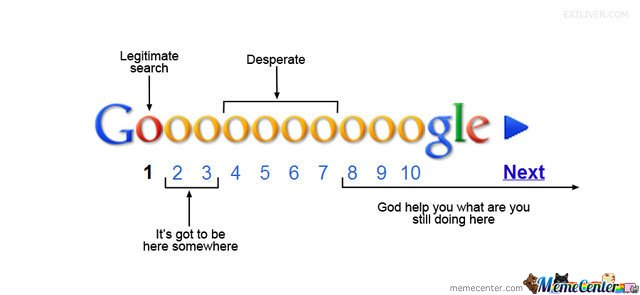 EATLIVER.COM
Legitimate
search
Desperate
Goooooooooogle
1 2 3 4 5 6 7 8 9 10 Next
It's got to be
here somewhere
God help you what are you
still doing here
memecenter.com MemeCenter